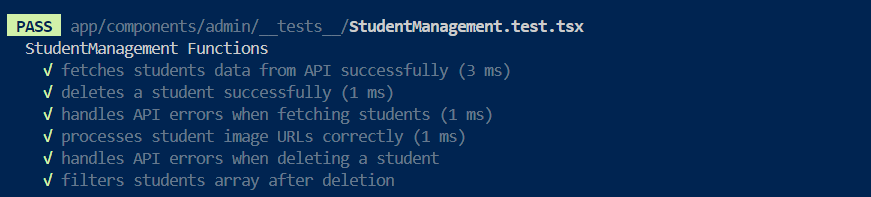 PASS app/components/admin/__tests__/StudentManagement.test.tsx
StudentManagement Functions
√ fetches students data from API successfully (3 ms)
√ deletes a student successfully (1 ms)
√ handles API errors when fetching students (1 ms)
√ processes student image URLs correctly (1 ms)
√ handles API errors when deleting a student
√ filters students array after deletion